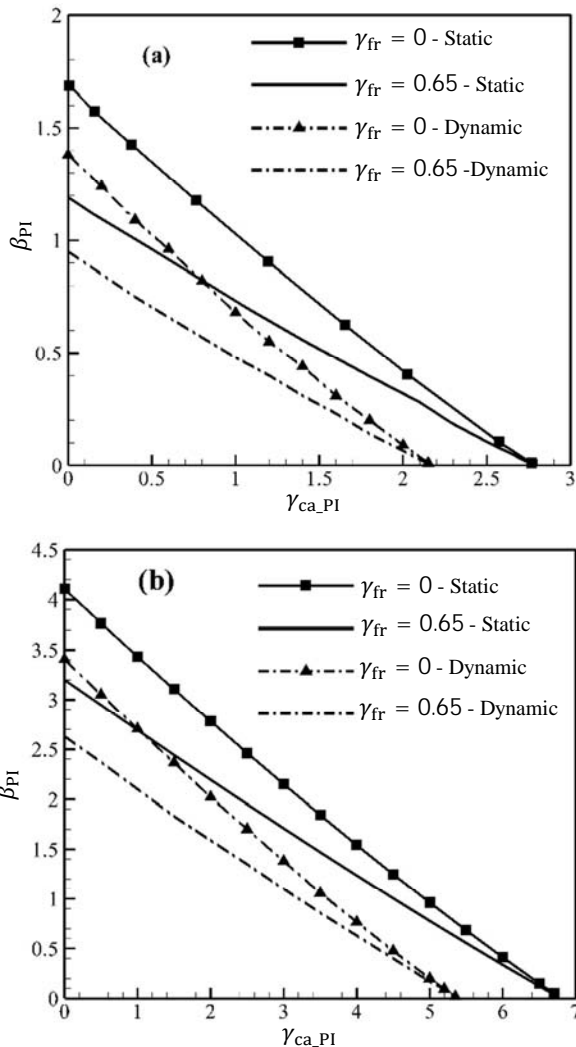 (a)
γfr = 0 - Static
γfr = 0.65 - Static
γfr = 0 - Dynamic
γfr = 0.65 -Dynamic
2
1.5
1
0.5
0
βPI
0 0.5 1 1.5 2 2.5 3
γca_PI
(b)
γfr = 0 - Static
γfr = 0.65 - Static
γfr = 0 - Dynamic
γfr = 0.65 - Dynamic
4.5
4
3.5
3
2.5
2
1.5
1
0.5
0
βPI
0 1 2 3 4 5 6 7
γca_PI